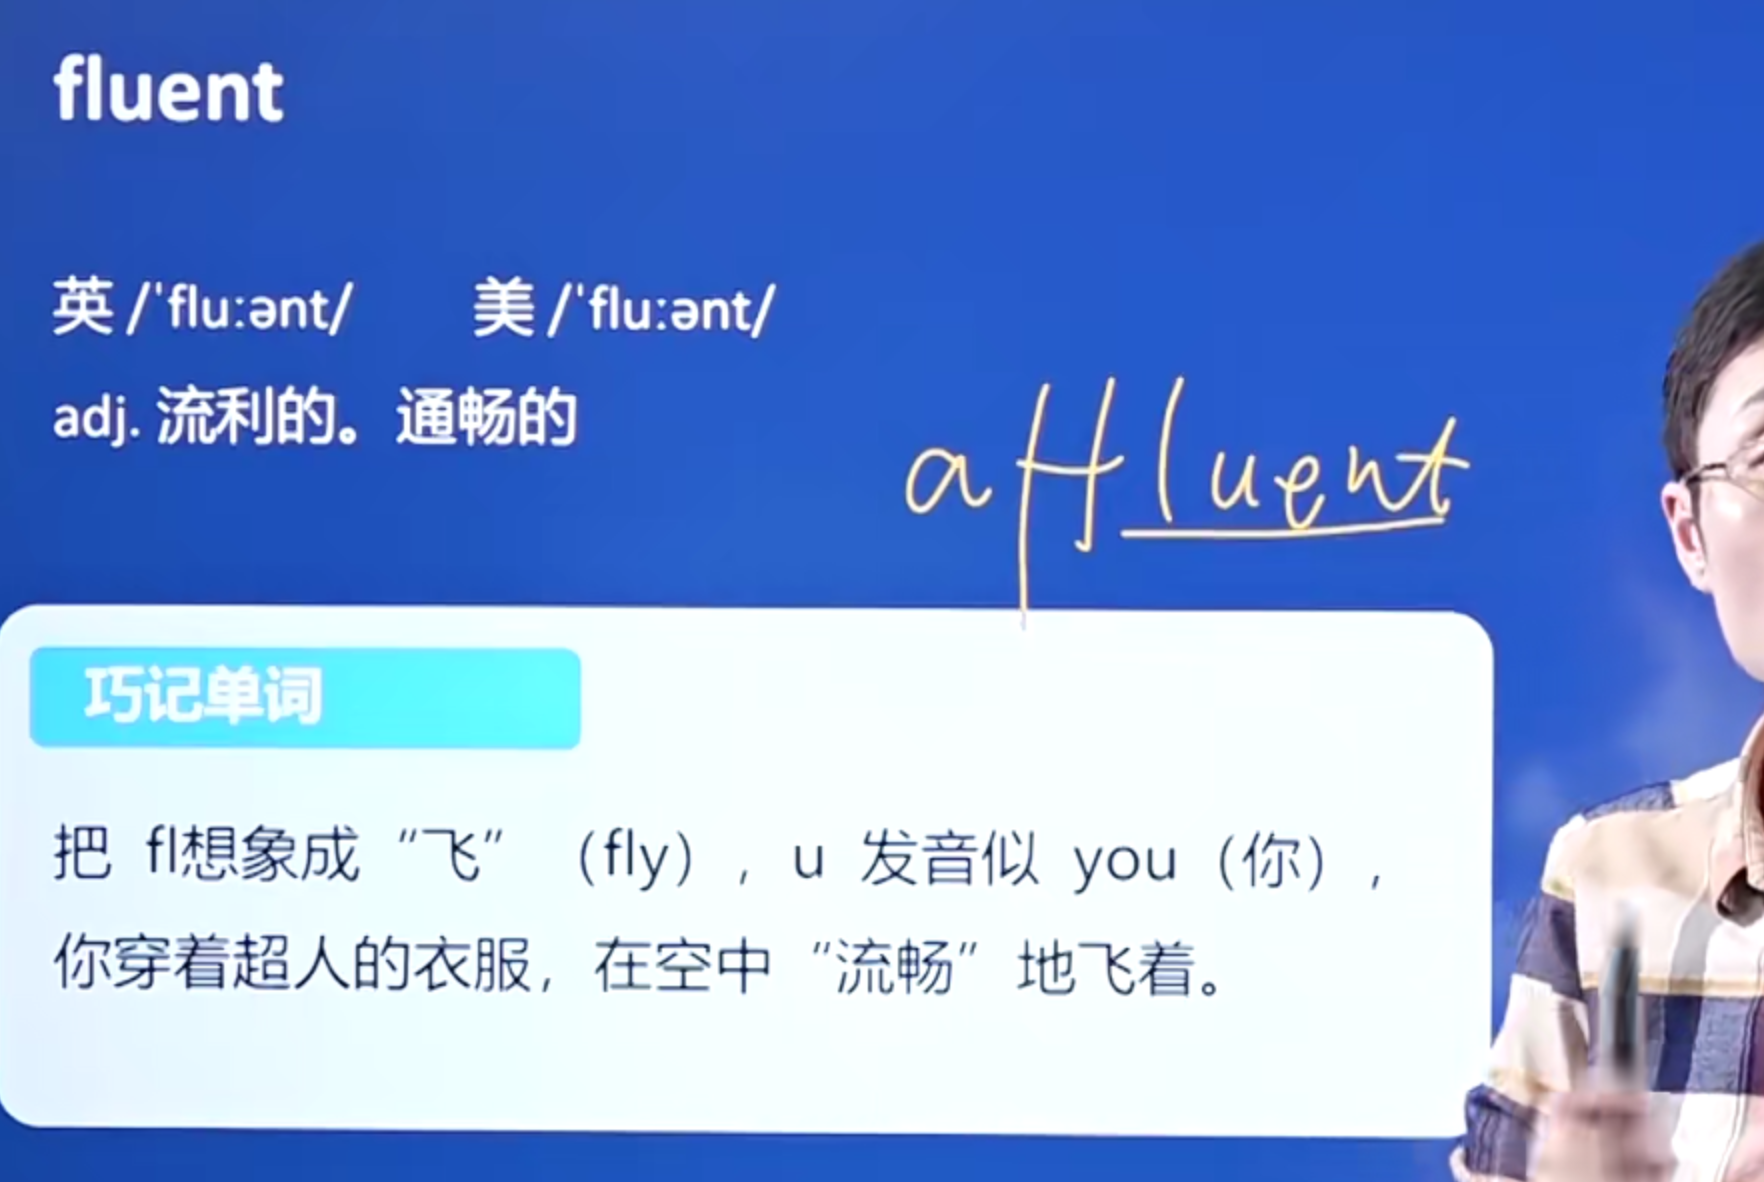 fluent
英 /ˈfluːənt/ 美 /ˈfluːənt/
adj. 流利的。通畅的
affluent
巧记单词
把 fl想象成“飞”（fly），u 发音似 you（你），
你穿着超人的衣服，在空中“流畅”地飞着。